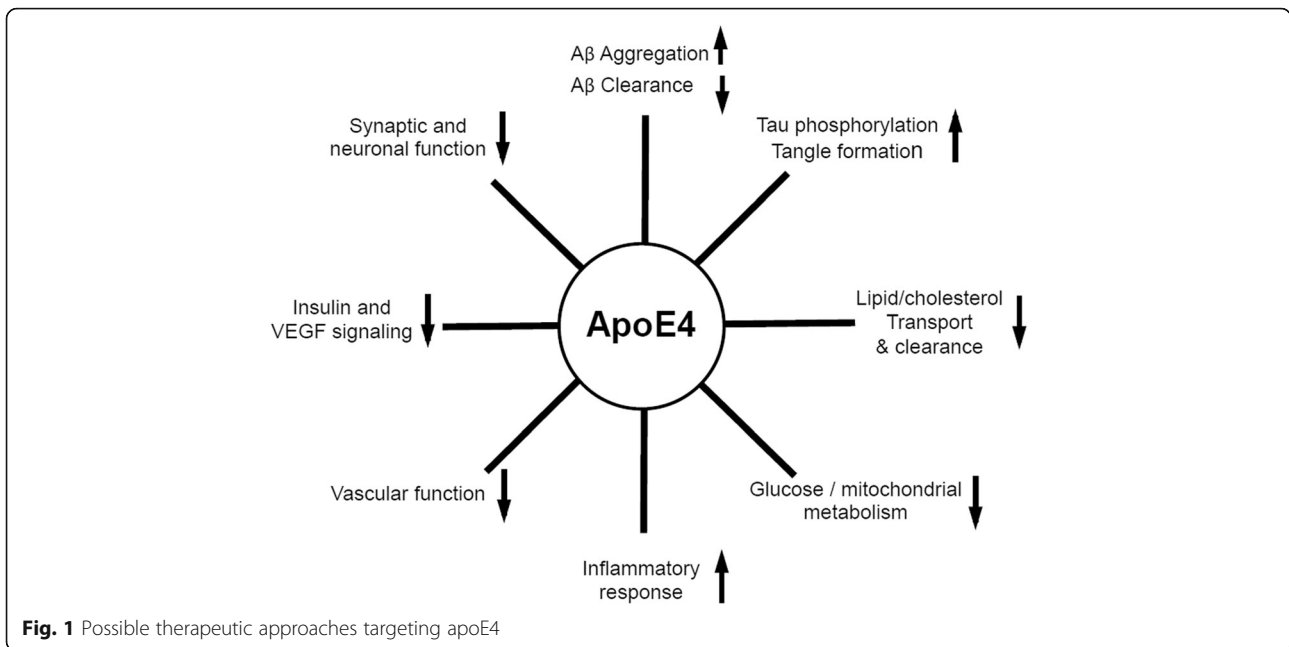 Aβ Aggregation
Aβ Clearance
Synaptic and
neuronal function
Tau phosphorylation
Tangle formation
Insulin and
VEGF signaling
ApoE4
Lipid/cholesterol
Transport
& clearance
Vascular function
Glucose / mitochondrial
metabolism
Inflammatory
response
Fig. 1 Possible therapeutic approaches targeting apoE4